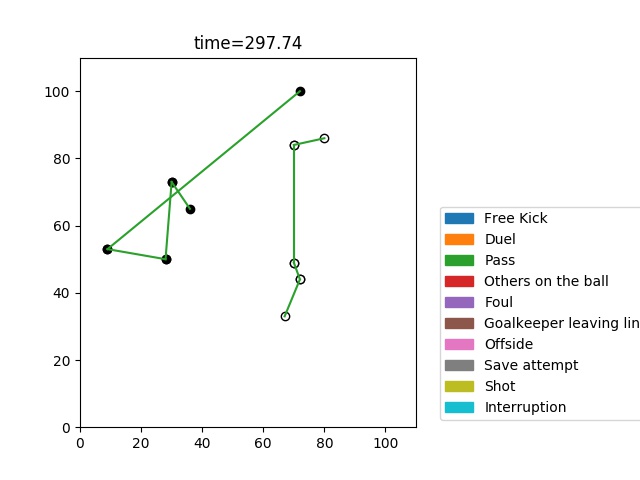 time=297.74
100
80
60
40
20
0
0 20 40 60 80 100
Free Kick
Duel
Pass
Others on the ball
Foul
Goalkeeper leaving lin
Offside
Save attempt
Shot
Interruption